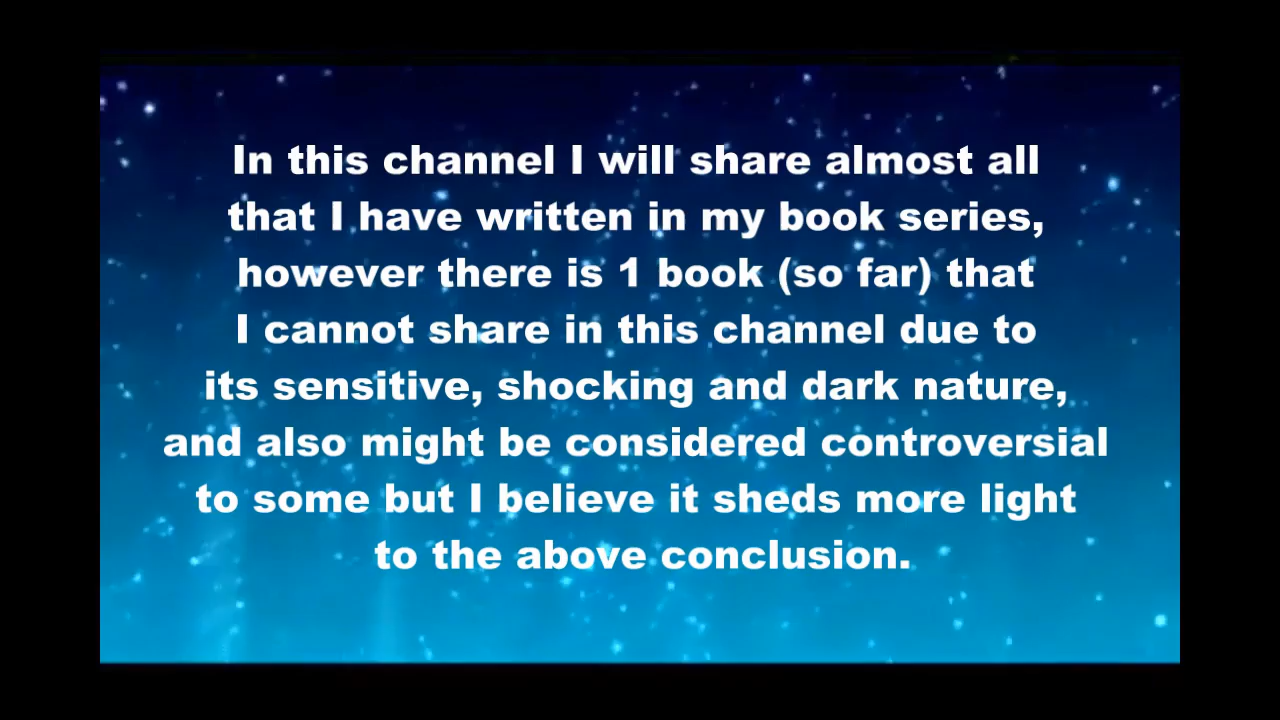 In this channel I will share almost all
that I have written in my book series,
however there is 1 book (so far) that
I cannot share in this channel due to
its sensitive, shocking and dark nature,
and also might be considered controversial
to some but I believe it sheds more light
to the above conclusion.